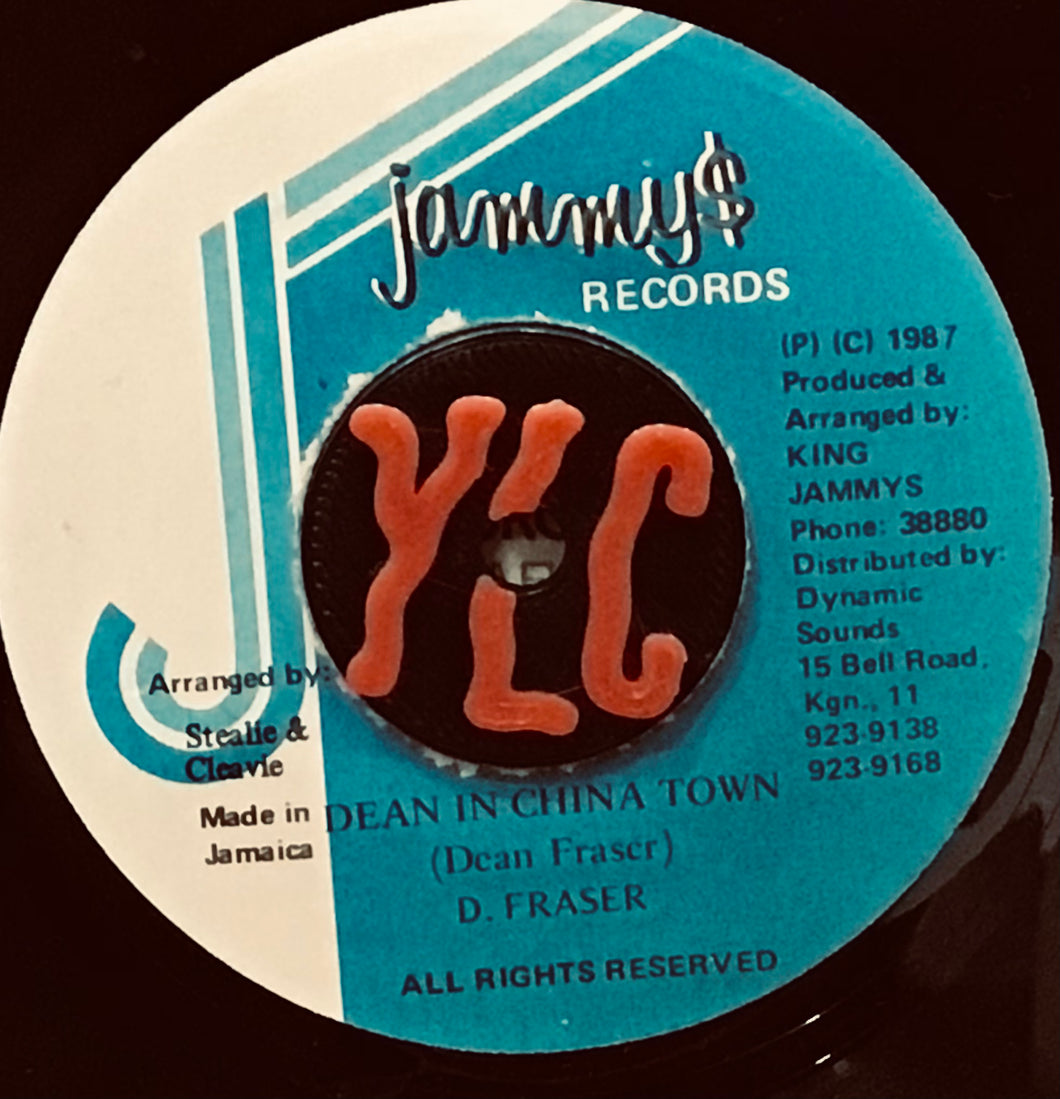 jammy$
RECORDS
(P) (C) 1987
Produced &
Arranged by:
KING
JAMMYS
Phone: 38880
Distributed by:
Dynamic
Sounds
15 Bell Road.
Kgn., 11
923-9138
923-9168
YLC
Arranged by:
Stealie &
Cleavie
Made in
Jamaica
DEAN IN CHINA TOWN
(Dean Fraser)
D. FRASER
ALL RIGHTS RESERVED